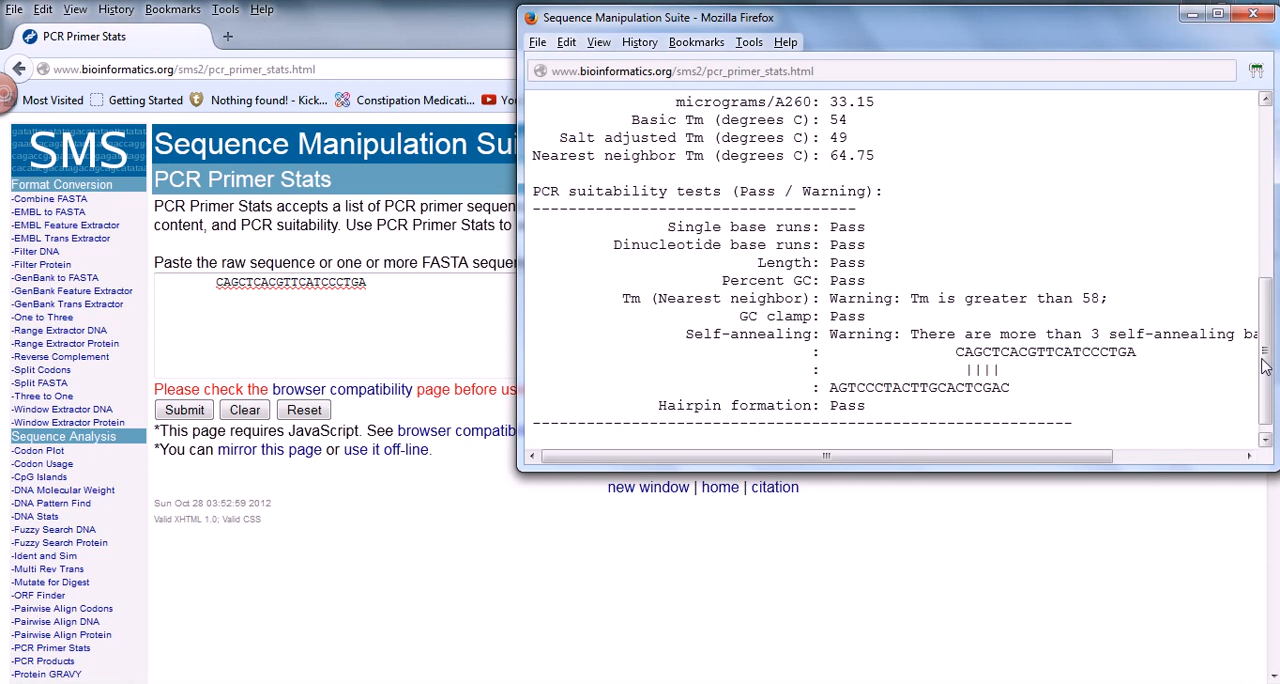 File Edit View History Bookmarks Tools Help
PCR Primer Stats
www.bioinformatics.org/sms2/pcr_primer_stats.html
Most Visited Getting Started Nothing found! - Kick... Constipation Medicati... Yo
SMS
Format Conversion
-Combine FASTA
-EMBL to FASTA
-EMBL Feature Extractor
-EMBL Trans Extractor
-Filter DNA
-Filter Protein
-GenBank to FASTA
-GenBank Feature Extractor
-GenBank Trans Extractor
-One to Three
-Range Extractor DNA
-Range Extractor Protein
-Reverse Complement
-Split Codons
-Split FASTA
-Three to One
-Window Extractor DNA
-Window Extractor Protein
Sequence Analysis
-Codon Plot
-Codon Usage
-CpG Islands
-DNA Molecular Weight
-DNA Pattern Find
-DNA Stats
-Fuzzy Search DNA
-Fuzzy Search Protein
-Ident and Sim
-Multi Rev Trans
-Mutate for Digest
-ORF Finder
-Pairwise Align Codons
-Pairwise Align DNA
-Pairwise Align Protein
-PCR Primer Stats
-PCR Products
-Protein GRAVY
Sequence Manipulation Sui
PCR Primer Stats
PCR Primer Stats accepts a list of PCR primer sequen
content, and PCR suitability. Use PCR Primer Stats to
Paste the raw sequence or one or more FASTA sequen
CAGCTCACGTTCATCCCTGA
Please check the browser compatibility page before us
Submit Clear Reset
*This page requires JavaScript. See browser compatib
*You can mirror this page or use it off-line.
new window | home | citation
Sun Oct 28 03:52:59 2012
Valid XHTML 1.0; Valid CSS
Sequence Manipulation Suite - Mozilla Firefox
File Edit View History Bookmarks Tools Help
www.bioinformatics.org/sms2/pcr_primer_stats.html
micrograms/A260: 33.15
Basic Tm (degrees C): 54
Salt adjusted Tm (degrees C): 49
Nearest neighbor Tm (degrees C): 64.75
PCR suitability tests (Pass / Warning):
------------------------------------
Single base runs: Pass
Dinucleotide base runs: Pass
Length: Pass
Percent GC: Pass
Tm (Nearest neighbor): Warning: Tm is greater than 58;
GC clamp: Pass
Self-annealing: Warning: There are more than 3 self-annealing ba
: CAGCTCACGTTCATCCCTGA
: ||||
: AGTCCCTACTTGCACTCGAC
Hairpin formation: Pass
------------------------------------------------------------